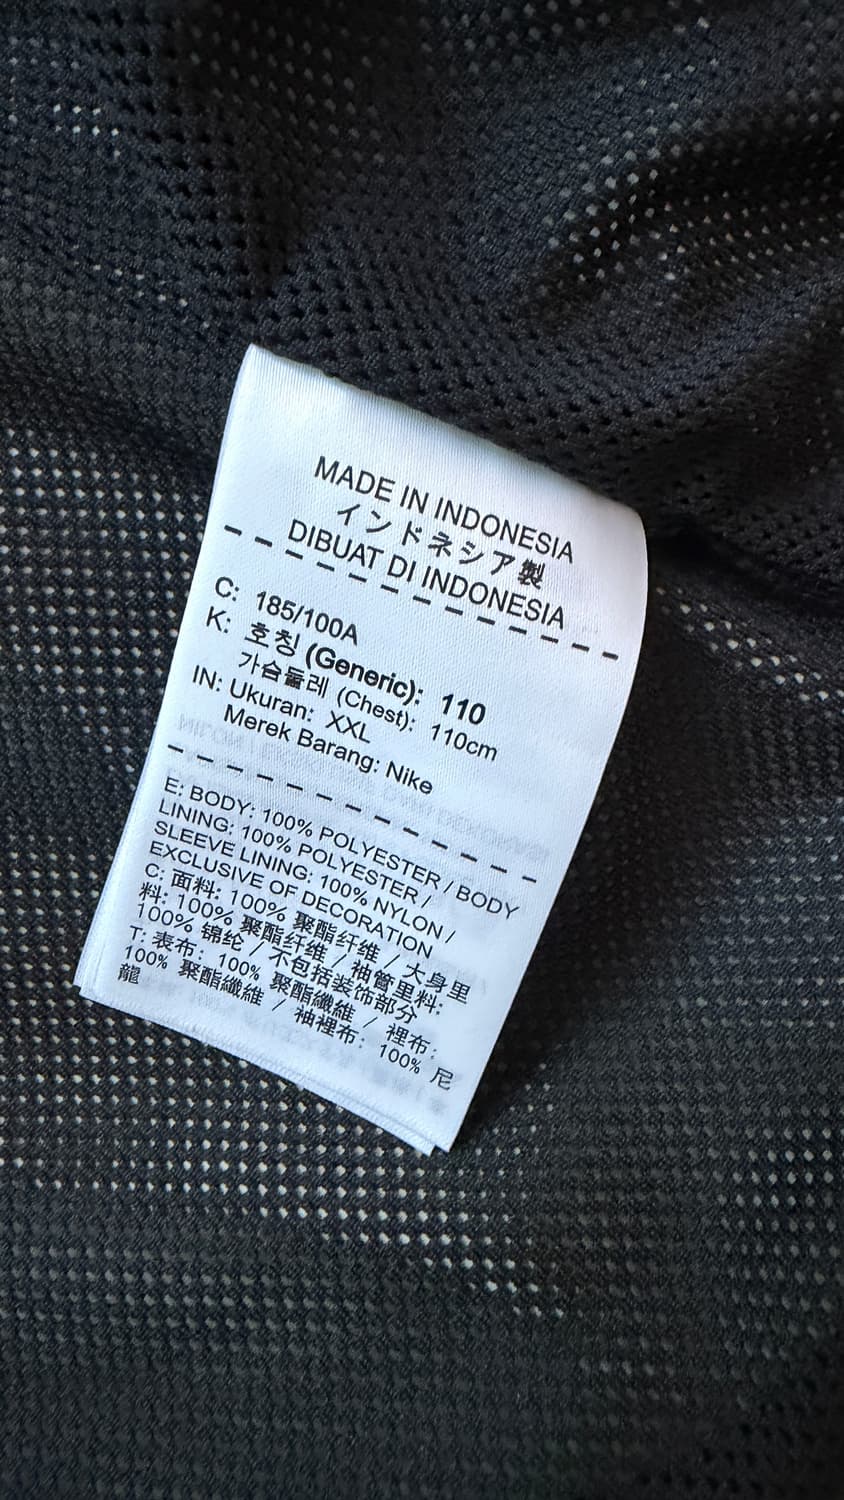 MADE IN INDONESIA
インドネシア製
DIBUAT DI INDONESIA
C: 185/100A
K: 호칭 (Generic): 110
가슴둘레 (Chest): 110cm
IN: Ukuran: XXL
Merek Barang: Nike
E: BODY: 100% POLYESTER / BODY
LINING: 100% POLYESTER /
SLEEVE LINING: 100% NYLON /
EXCLUSIVE OF DECORATION
C: 面料: 100% 聚酯纤维 / 大身里
料: 100% 聚酯纤维 / 袖管里料:
100% 锦纶 / 不包括装饰部分
T: 表布: 100% 聚酯纖維 / 裡布:
100% 聚酯纖維 / 袖裡布: 100% 尼
龍